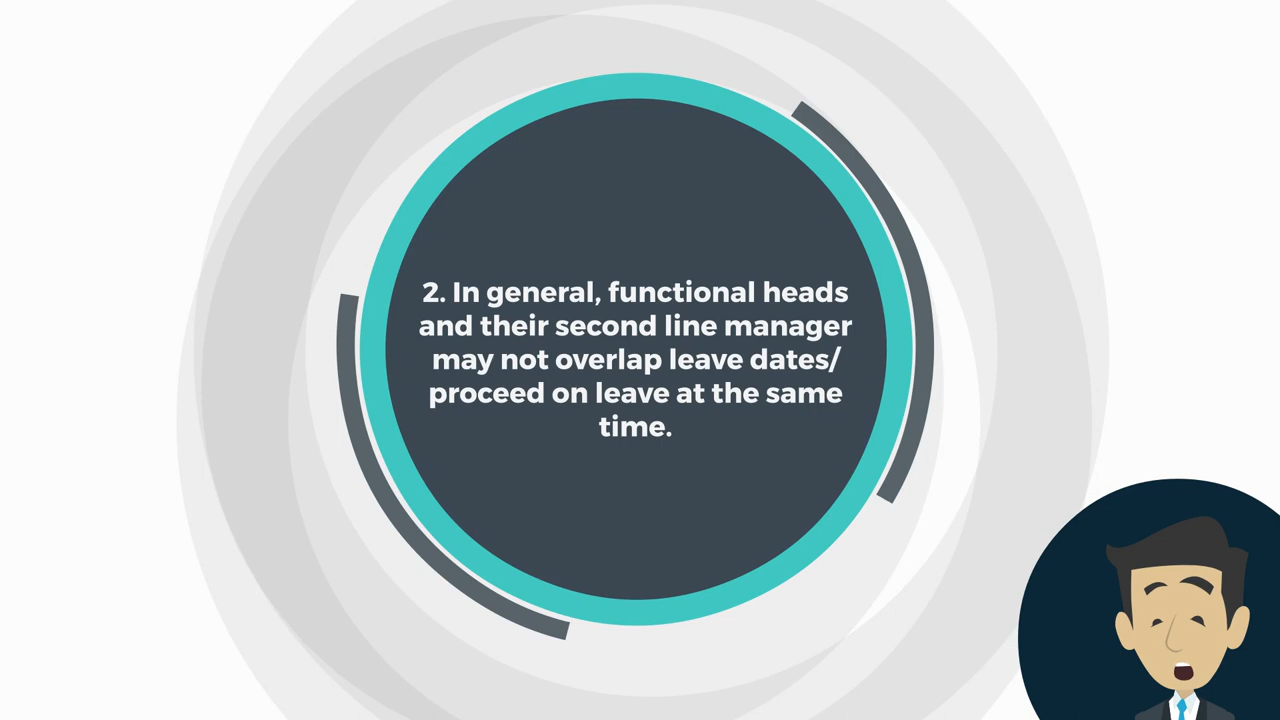 2. In general, functional heads
and their second line manager
may not overlap leave dates/
proceed on leave at the same
time.